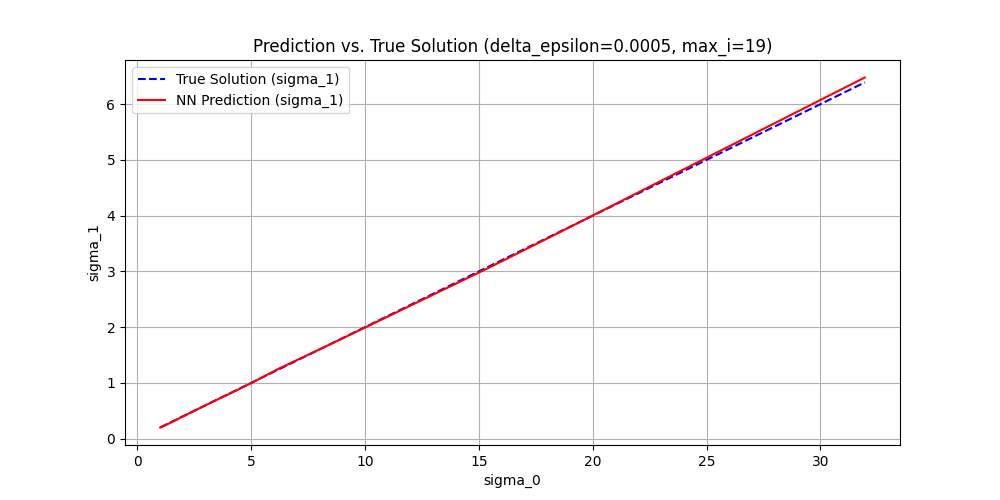 Prediction vs. True Solution (delta_epsilon=0.0005, max_i=19)
True Solution (sigma_1)
NN Prediction (sigma_1)
6
5
4
3
2
1
0
sigma_1
0 5 10 15 20 25 30
sigma_0